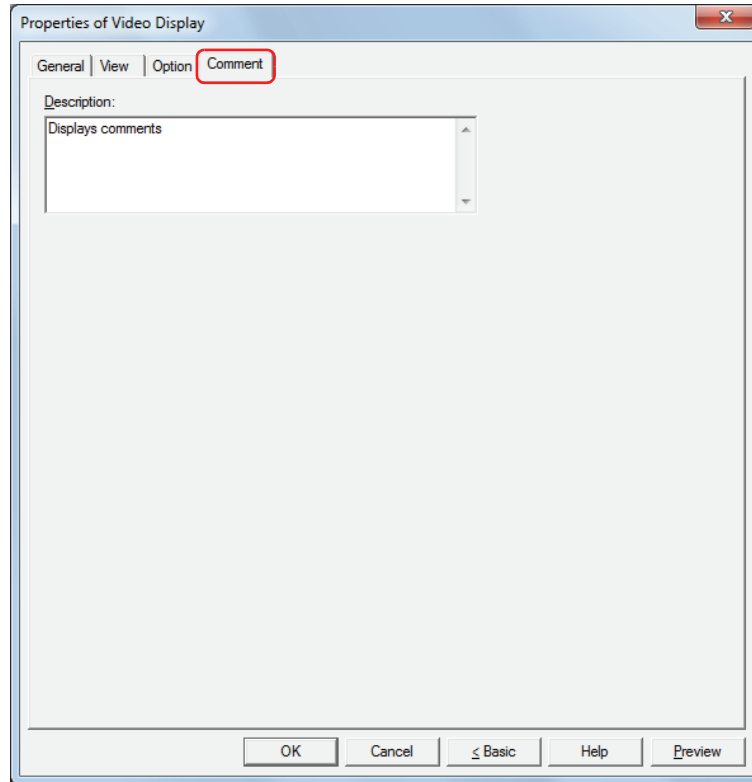 Properties of Video Display
General View Option Comment
Description:
Displays comments
OK Cancel < Basic Help Preview